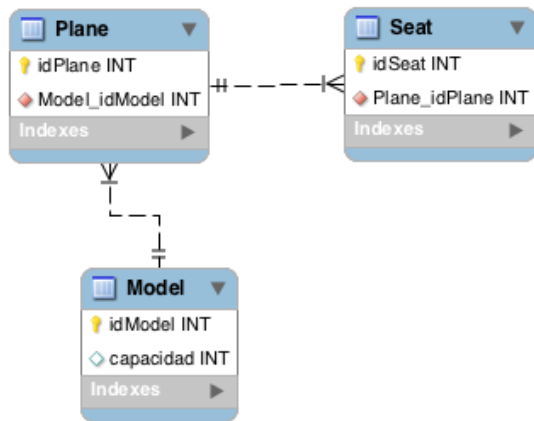 Plane
idPlane INT
Model_idModel INT
Indexes
Seat
idSeat INT
Plane_idPlane INT
Indexes
Model
idModel INT
capacidad INT
Indexes